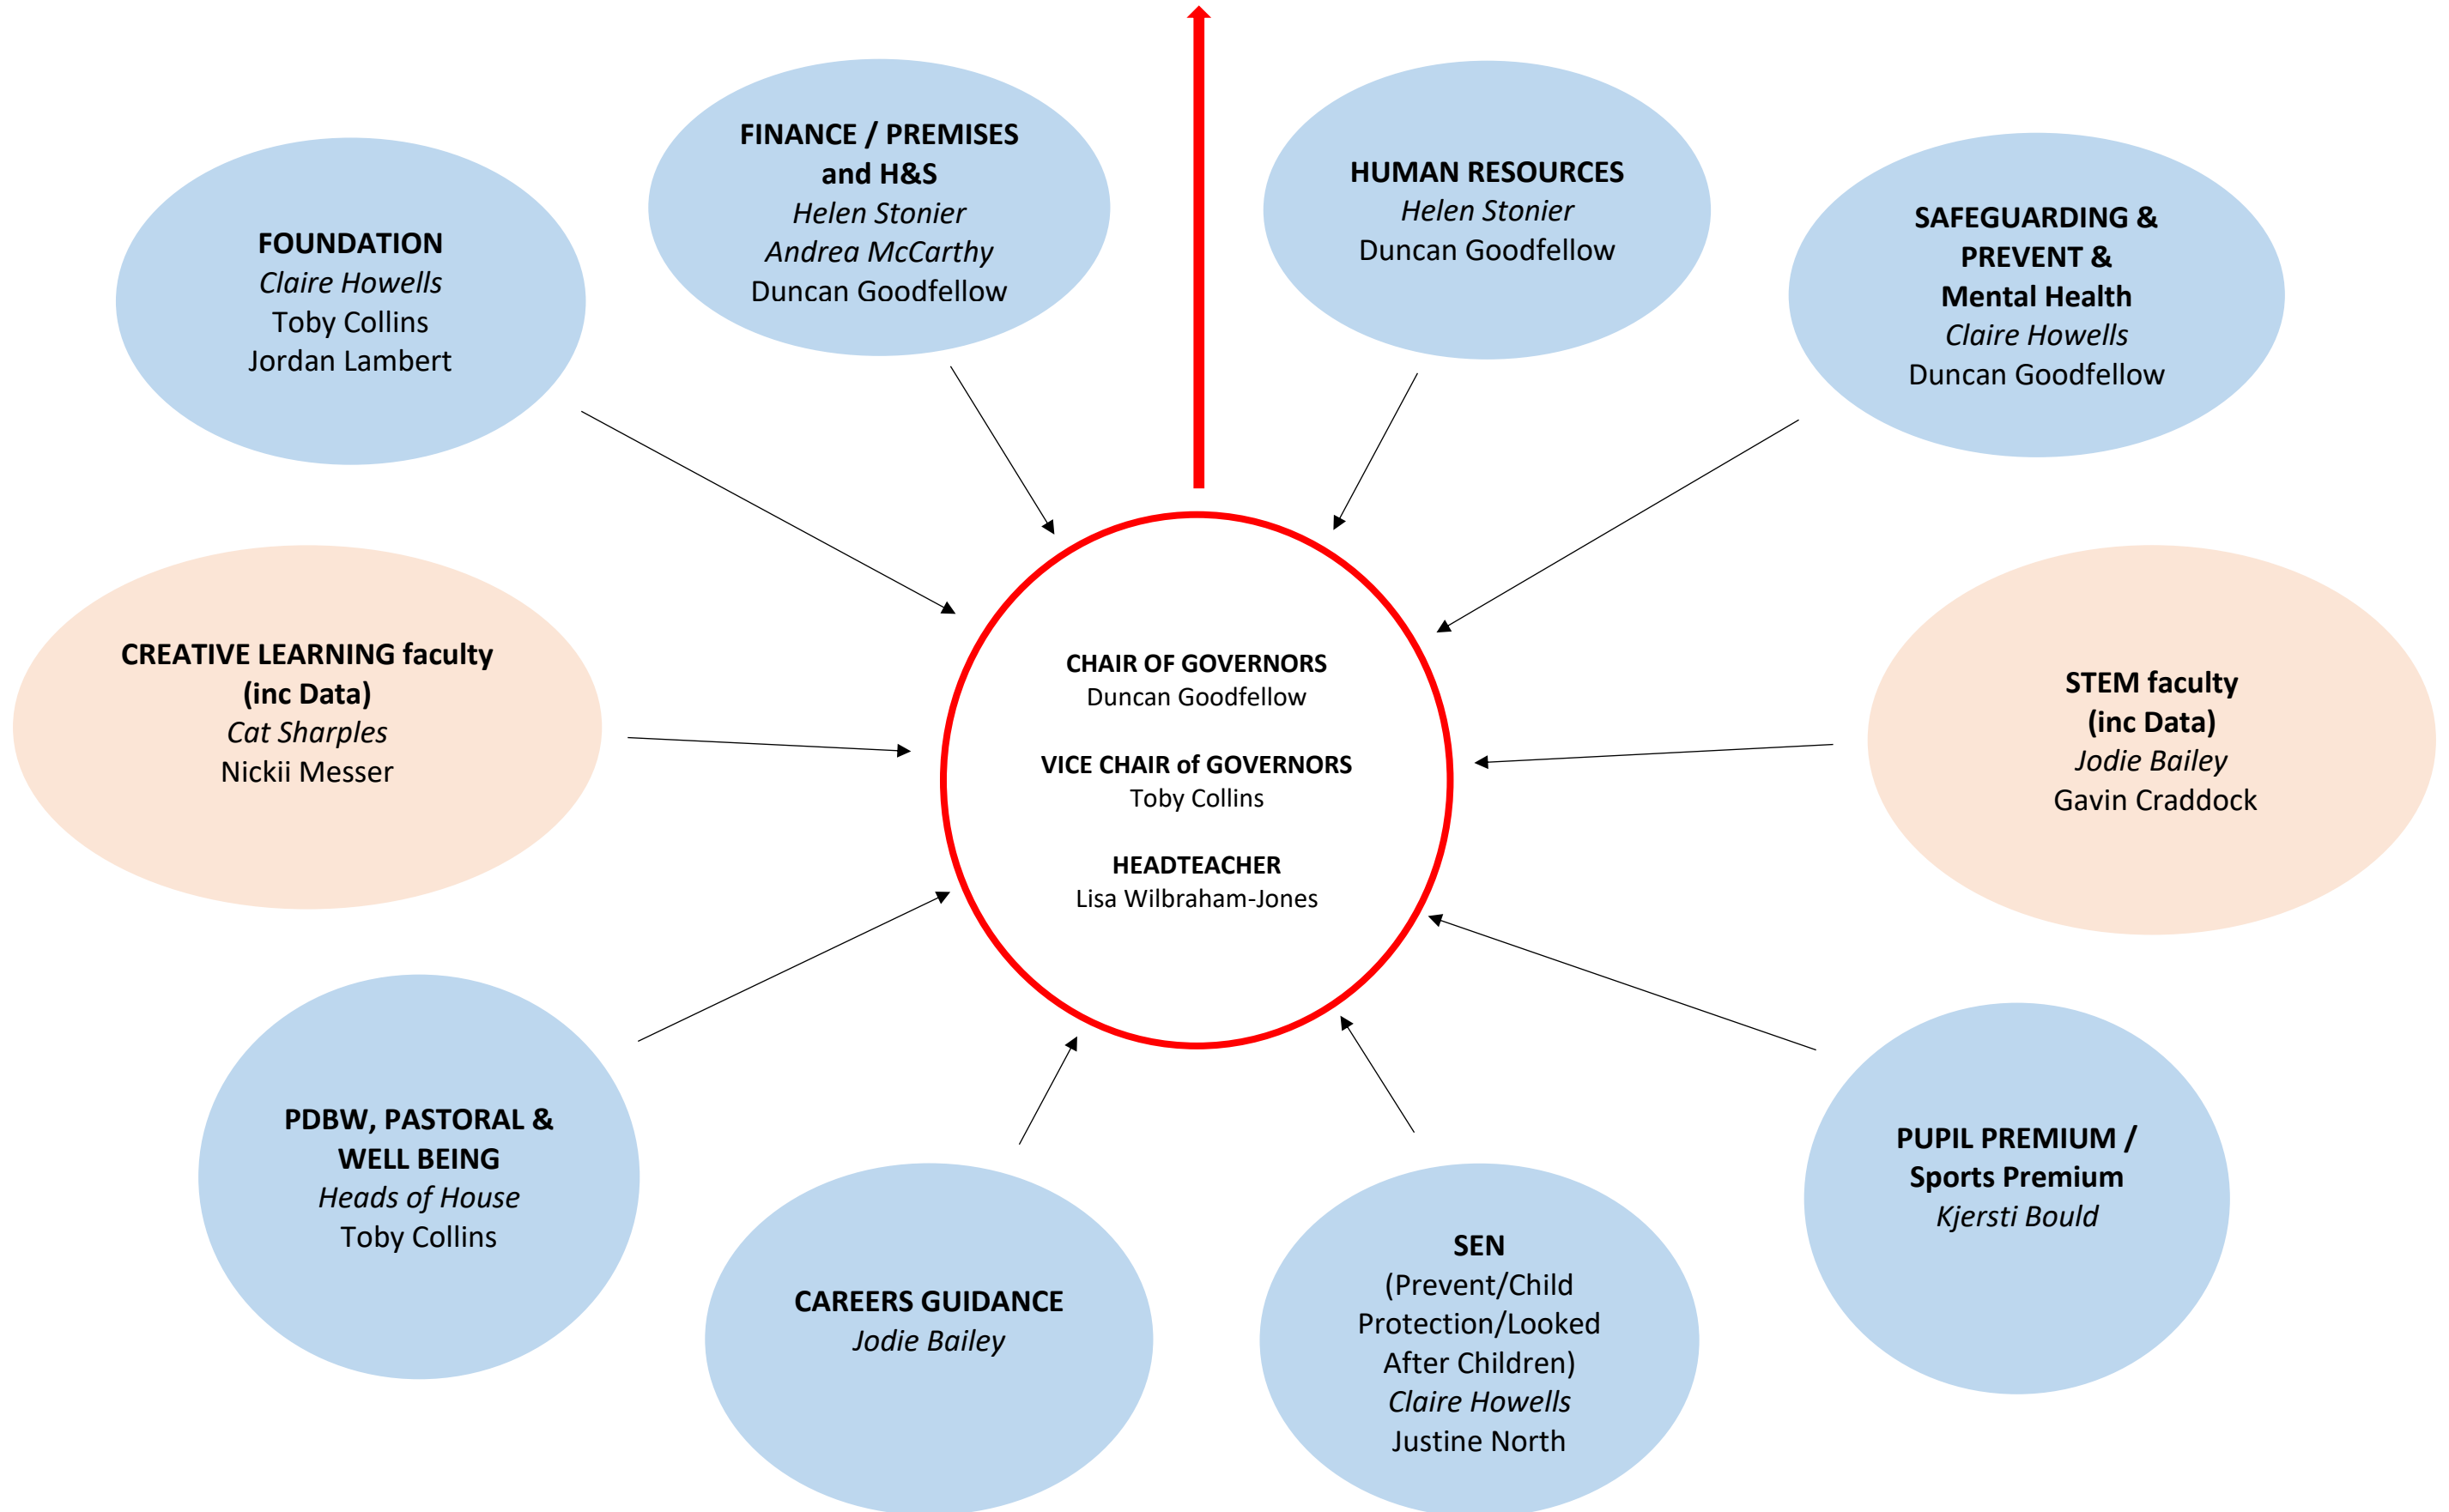 FINANCE / PREMISES
and H&S
Helen Stonier
Andrea McCarthy
Duncan Goodfellow
HUMAN RESOURCES
Helen Stonier
Duncan Goodfellow
FOUNDATION
Claire Howells
Toby Collins
Jordan Lambert
SAFEGUARDING &
PREVENT &
Mental Health
Claire Howells
Duncan Goodfellow
CREATIVE LEARNING faculty
(inc Data)
Cat Sharples
Nickii Messer
CHAIR OF GOVERNORS
Duncan Goodfellow
VICE CHAIR of GOVERNORS
Toby Collins
HEADTEACHER
Lisa Wilbraham-Jones
STEM faculty
(inc Data)
Jodie Bailey
Gavin Craddock
PDBW, PASTORAL &
WELL BEING
Heads of House
Toby Collins
CAREERS GUIDANCE
Jodie Bailey
SEN
(Prevent/Child
Protection/Looked
After Children)
Claire Howells
Justine North
PUPIL PREMIUM /
Sports Premium
Kjersti Bould